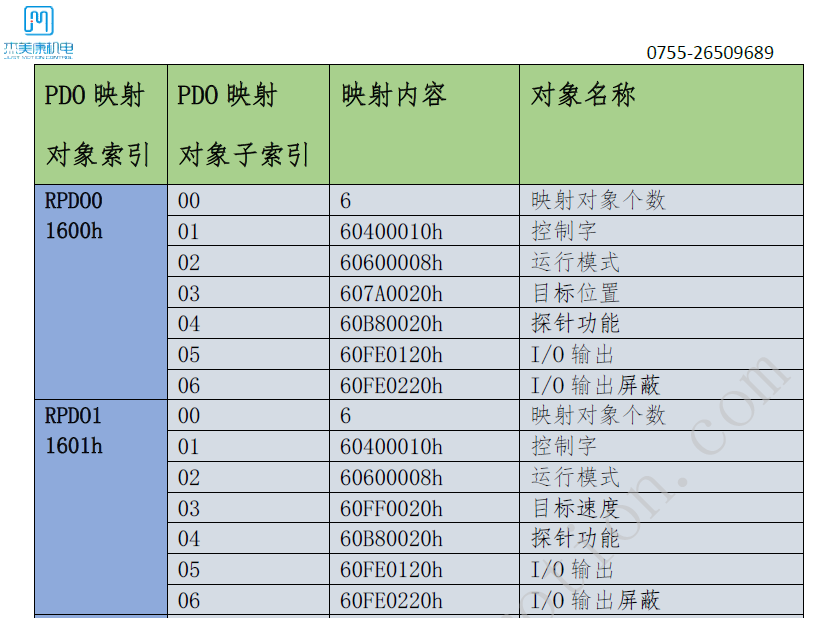 杰美康机电
0755-26509689
PDO 映射 对象索引 PDO 映射 对象子索引 映射内容 对象名称
RPDO0 1600h 00 6 映射对象个数
01 60400010h 控制字
02 60600008h 运行模式
03 607A0020h 目标位置
04 60B80020h 探针功能
05 60FE0120h I/O 输出
06 60FE0220h I/O 输出屏蔽
RPDO1 1601h 00 6 映射对象个数
01 60400010h 控制字
02 60600008h 运行模式
03 60FF0020h 目标速度
04 60B80020h 探针功能
05 60FE0120h I/O 输出
06 60FE0220h I/O 输出屏蔽